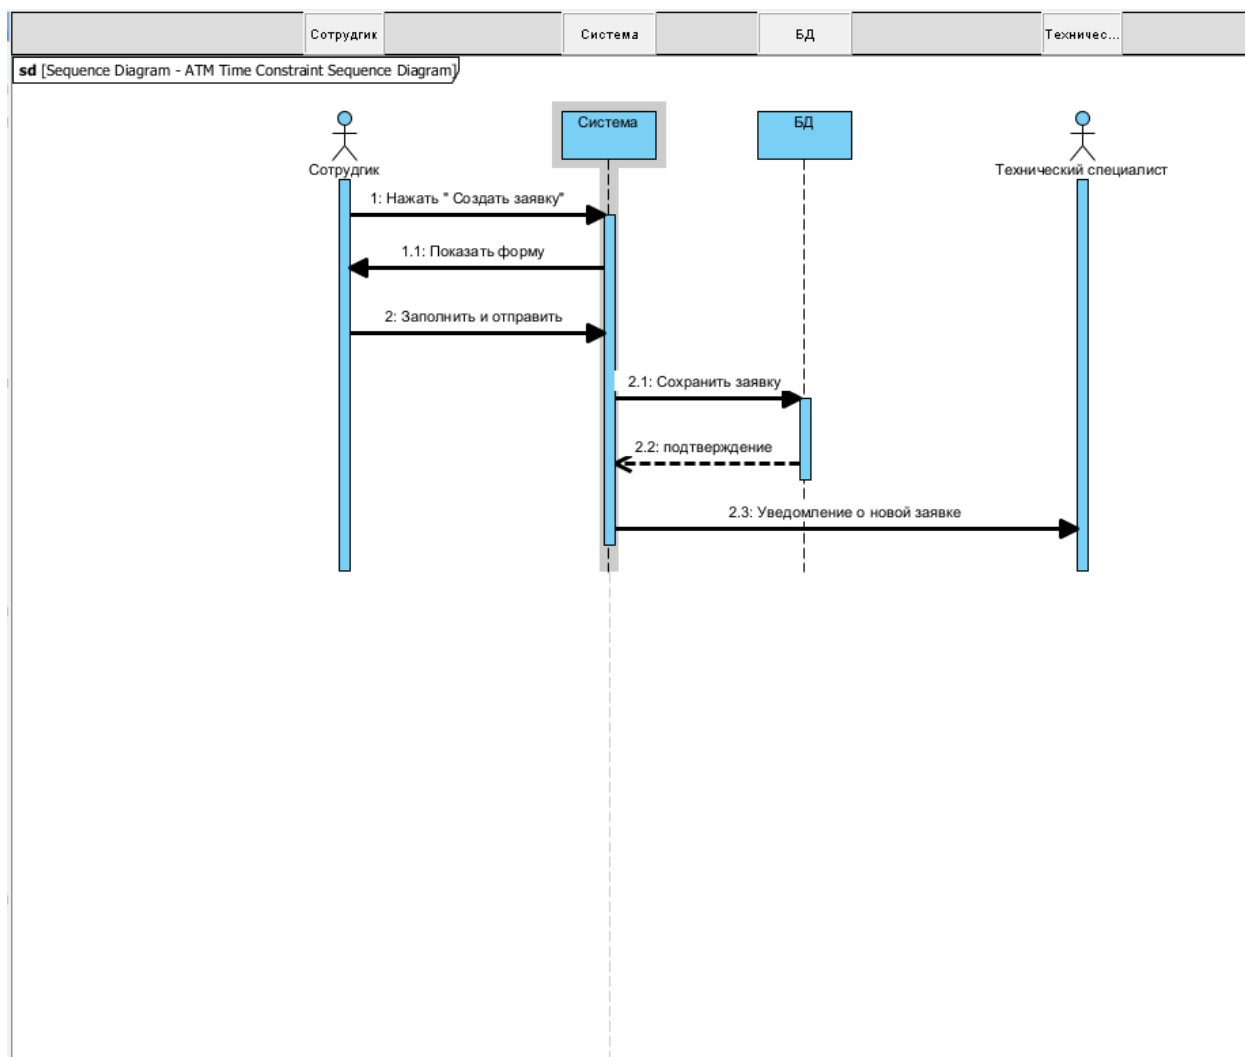 Сотрудгик
Система
БД
Техничес...
sd [Sequence Diagram - ATM Time Constraint Sequence Diagram]
Система
БД
Сотрудгик
Технический специалист
1: Нажать " Создать заявку"
1.1: Показать форму
2: Заполнить и отправить
2.1: Сохранить заявку
2.2: подтверждение
2.3: Уведомление о новой заявке